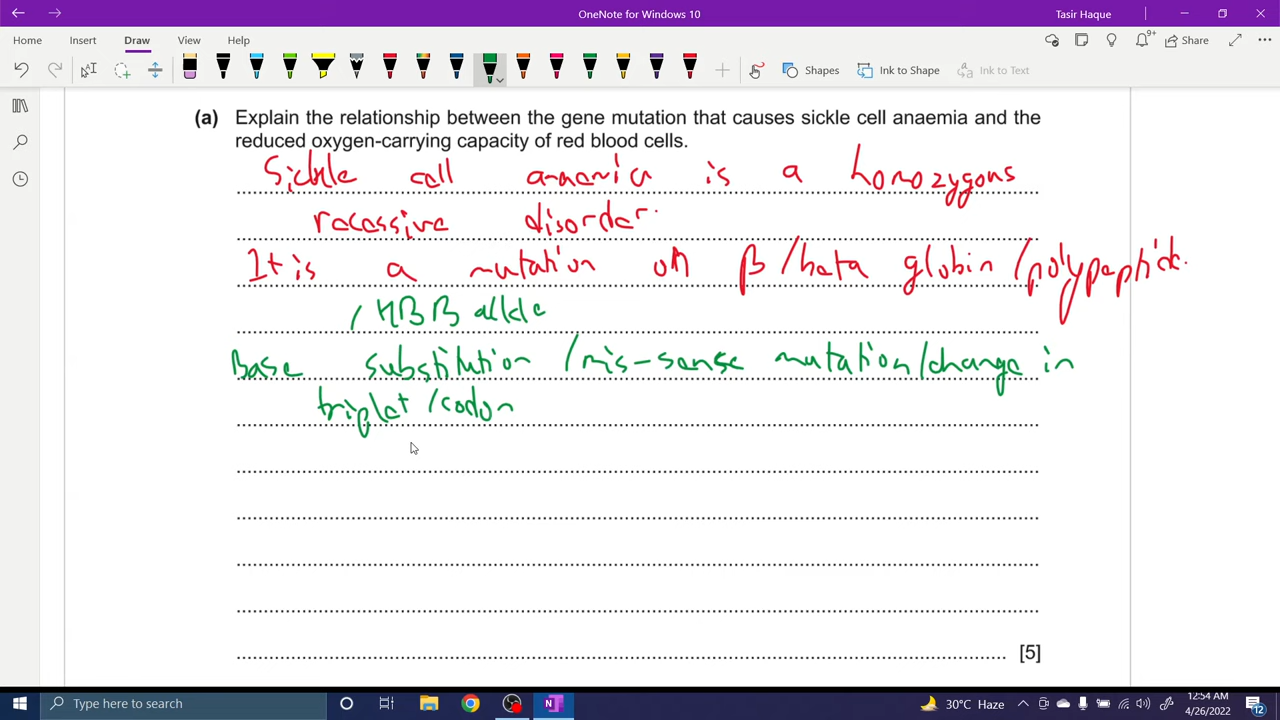 OneNote for Windows 10
Tasir Haque
Home Insert Draw View Help
9+
Share
Shapes
Ink to Shape
Ink to Text
(a) Explain the relationship between the gene mutation that causes sickle cell anaemia and the
reduced oxygen-carrying capacity of red blood cells.
Sickle cell anaemia is a homozygous
recessive disorder.
It is a mutation on β/beta globin/polypeptide.
/HBB allele
Base substitution/mis-sense mutation/change in
triplet/codon
[5]
Type here to search
30°C Haze
12:54 AM
4/26/2022
12